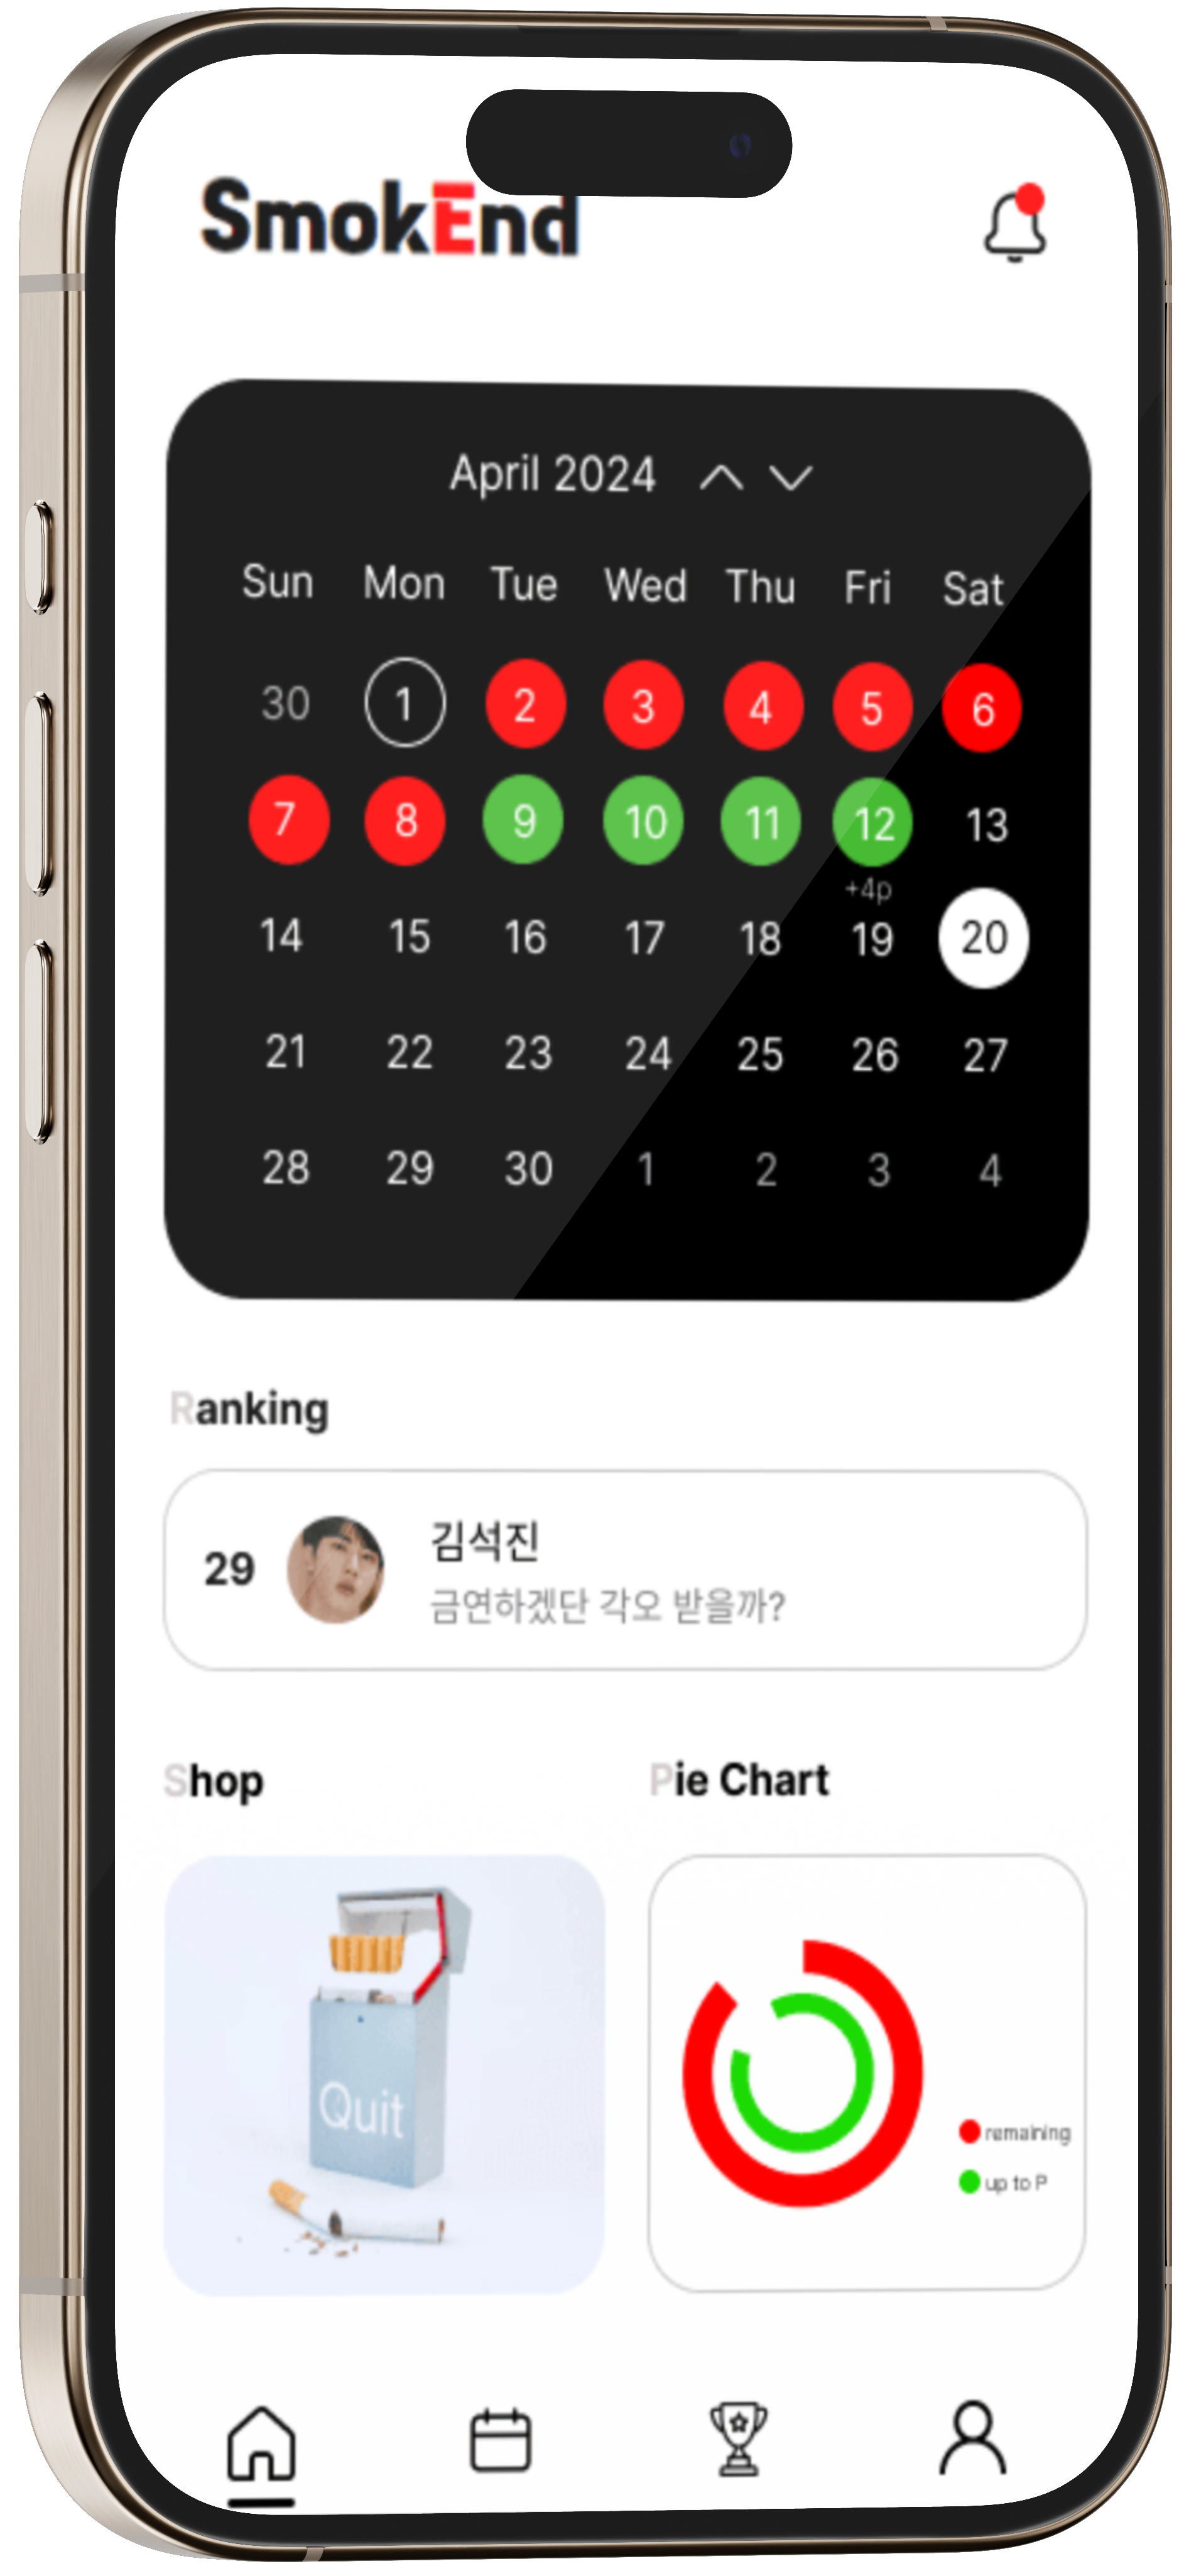 SmokEnd
April 2024
Sun Mon Tue Wed Thu Fri Sat
30 1 2 3 4 5 6
7 8 9 10 11 12 13
+4p
14 15 16 17 18 19 20
21 22 23 24 25 26 27
28 29 30 1 2 3 4
Ranking
29
김석진
금연하겠단 각오 받을까?
Shop
Pie Chart
Quit
remaining
up to P